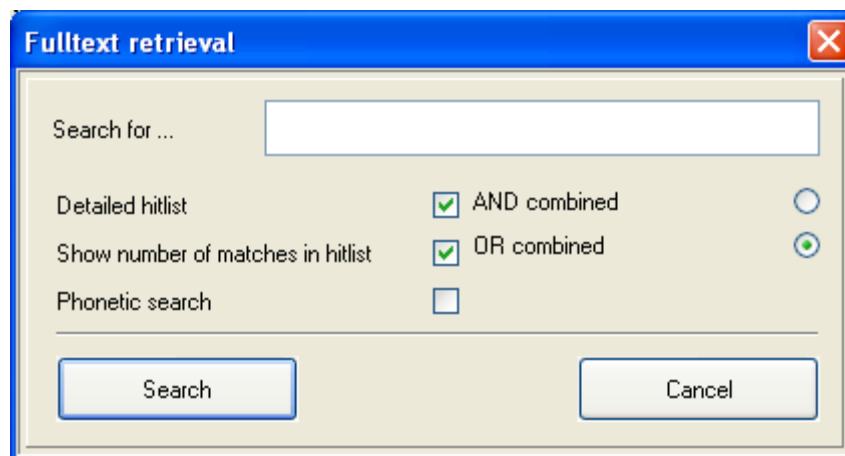 Fulltext retrieval
Search for ...
Detailed hitlist AND combined
Show number of matches in hitlist OR combined
Phonetic search
Search Cancel